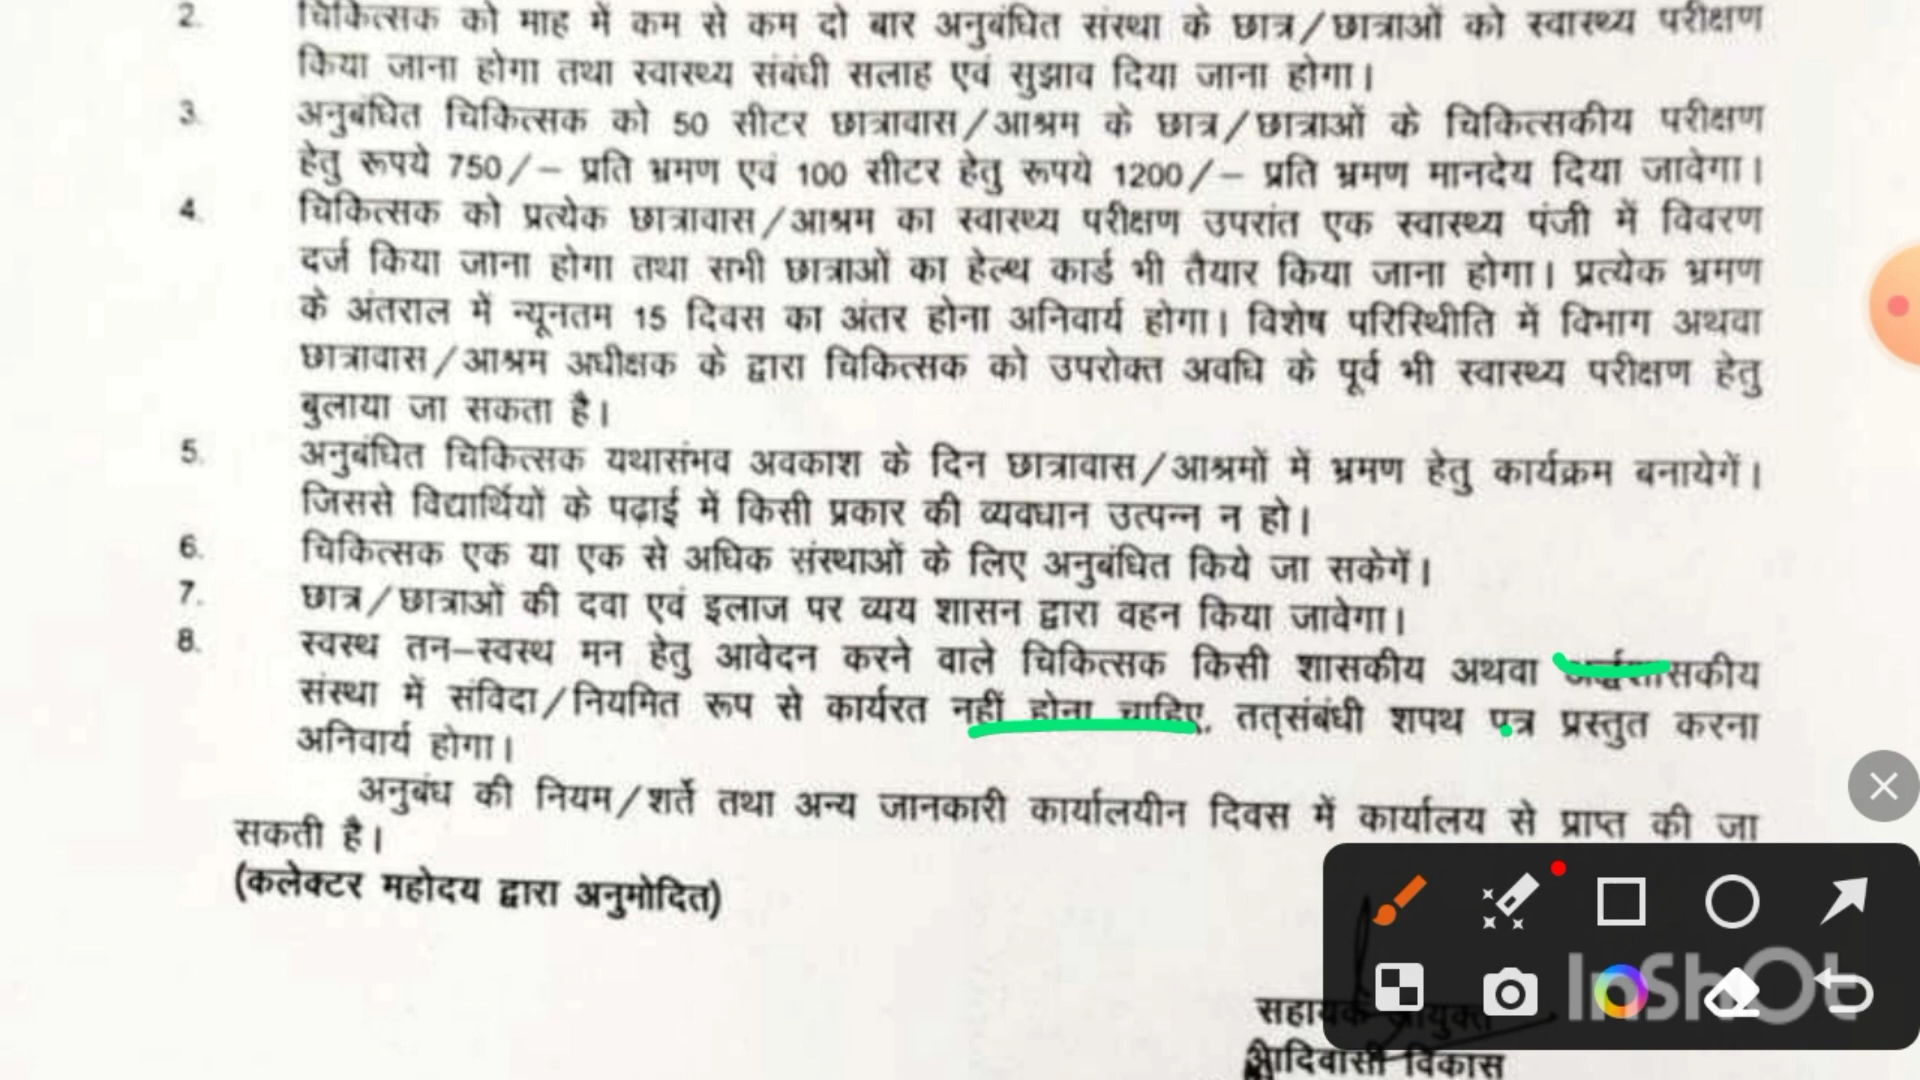 2. चिकित्सक को माह में कम से कम दो बार अनुबंधित संस्था के छात्र/छात्राओं को स्वास्थ्य परीक्षण
किया जाना होगा तथा स्वास्थ्य संबंधी सलाह एवं सुझाव दिया जाना होगा।
3. अनुबंधित चिकित्सक को 50 सीटर छात्रावास/आश्रम के छात्र/छात्राओं के चिकित्सकीय परीक्षण
हेतु रूपये 750/- प्रति भ्रमण एवं 100 सीटर हेतु रूपये 1200/- प्रति भ्रमण मानदेय दिया जावेगा।
4. चिकित्सक को प्रत्येक छात्रावास/आश्रम का स्वास्थ्य परीक्षण उपरांत एक स्वास्थ्य पंजी में विवरण
दर्ज किया जाना होगा तथा सभी छात्राओं का हेल्थ कार्ड भी तैयार किया जाना होगा। प्रत्येक भ्रमण
के अंतराल में न्यूनतम 15 दिवस का अंतर होना अनिवार्य होगा। विशेष परिस्थिीति में विभाग अथवा
छात्रावास/आश्रम अधीक्षक के द्वारा चिकित्सक को उपरोक्त अवधि के पूर्व भी स्वास्थ्य परीक्षण हेतु
बुलाया जा सकता है।
5. अनुबंधित चिकित्सक यथासंभव अवकाश के दिन छात्रावास/आश्रमों में भ्रमण हेतु कार्यक्रम बनायेगें।
जिससे विद्यार्थियों के पढ़ाई में किसी प्रकार की व्यवधान उत्पन्न न हो।
6. चिकित्सक एक या एक से अधिक संस्थाओं के लिए अनुबंधित किये जा सकेगें।
7. छात्र/छात्राओं की दवा एवं इलाज पर व्यय शासन द्वारा वहन किया जावेगा।
8. स्वस्थ तन-स्वस्थ मन हेतु आवेदन करने वाले चिकित्सक किसी शासकीय अथवा अर्द्धशासकीय
संस्था में संविदा/नियमित रूप से कार्यरत नहीं होना चाहिए, तत्संबंधी शपथ पत्र प्रस्तुत करना
अनिवार्य होगा।
अनुबंध की नियम/शर्ते तथा अन्य जानकारी कार्यालयीन दिवस में कार्यालय से प्राप्त की जा
सकती है।
(कलेक्टर महोदय द्वारा अनुमोदित)
InShOt
सहायक आयुक्त
आदिवासी विकास